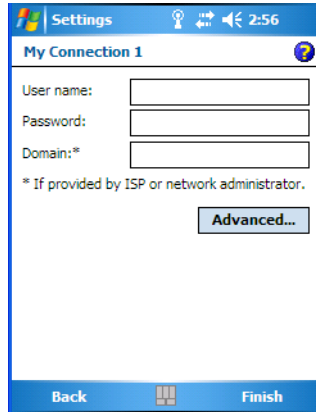 Settings 2:56
My Connection 1
User name:
Password:
Domain:*
* If provided by ISP or network administrator.
Advanced...
Back Finish